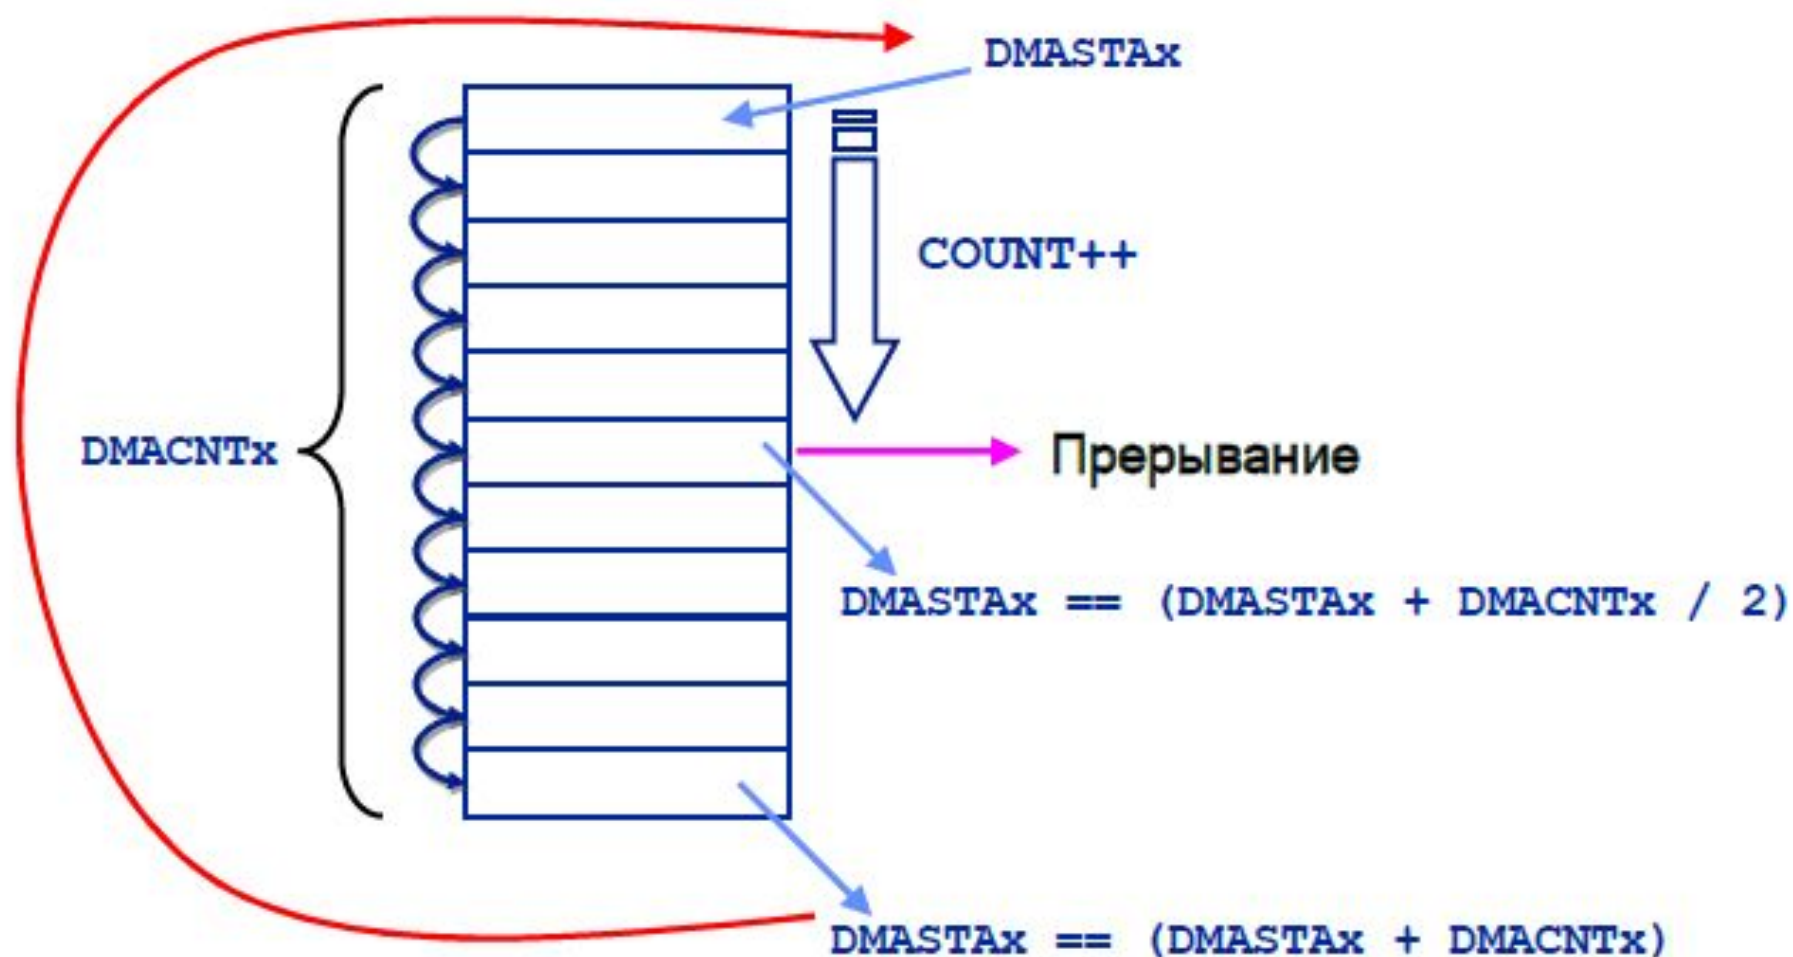 DMASTAx
COUNT++
DMACNTx
Прерывание
DMASTAx == (DMASTAx + DMACNTx / 2)
DMASTAx == (DMASTAx + DMACNTx)